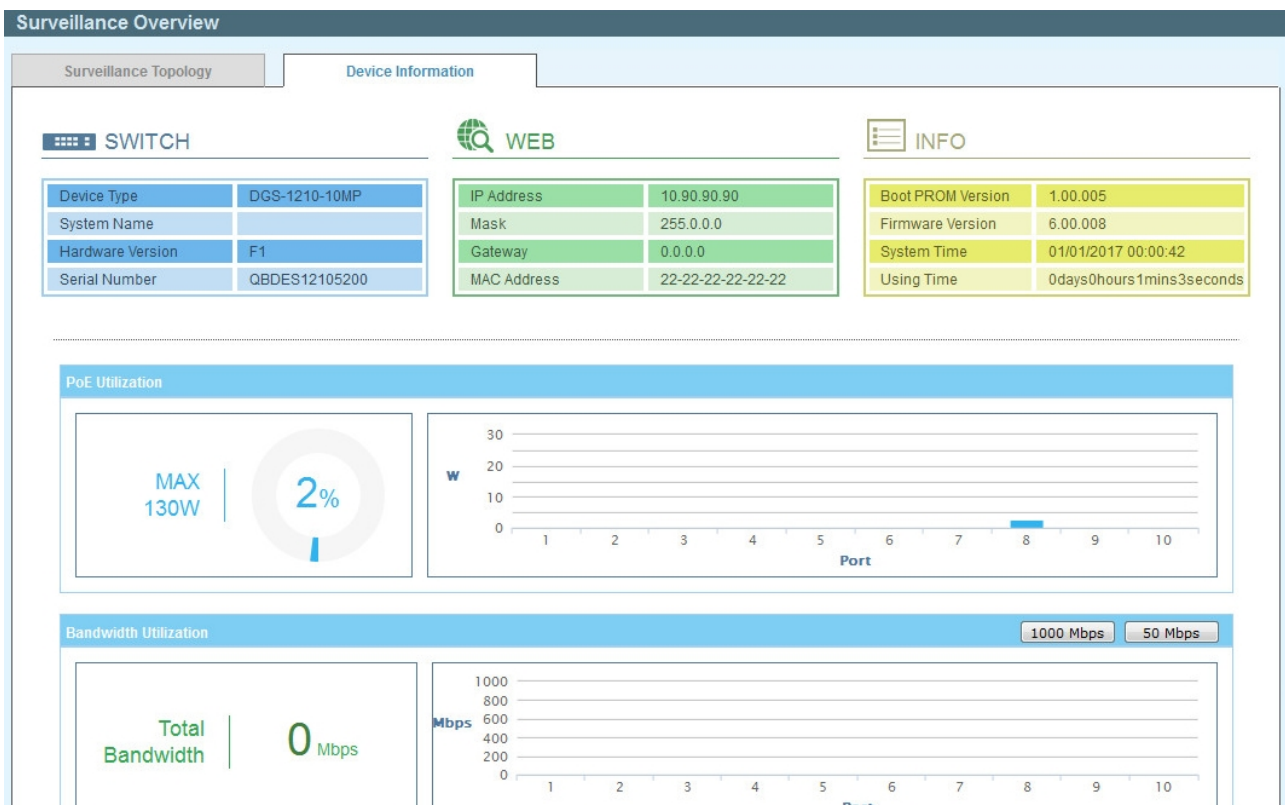 Surveillance Overview
Surveillance Topology
Device Information
SWITCH
Device Type DGS-1210-10MP
System Name
Hardware Version F1
Serial Number QBDES12105200
WEB
IP Address 10.90.90.90
Mask 255.0.0.0
Gateway 0.0.0.0
MAC Address 22-22-22-22-22-22
INFO
Boot PROM Version 1.00.005
Firmware Version 6.00.008
System Time 01/01/2017 00:00:42
Using Time 0days0hours1mins3seconds
PoE Utilization
MAX
130W
2%
30
20
W
10
0
1 2 3 4 5 6 7 8 9 10
Port
Bandwidth Utilization
1000 Mbps
50 Mbps
Total
Bandwidth
0 Mbps
1000
800
Mbps 600
400
200
0
1 2 3 4 5 6 7 8 9 10